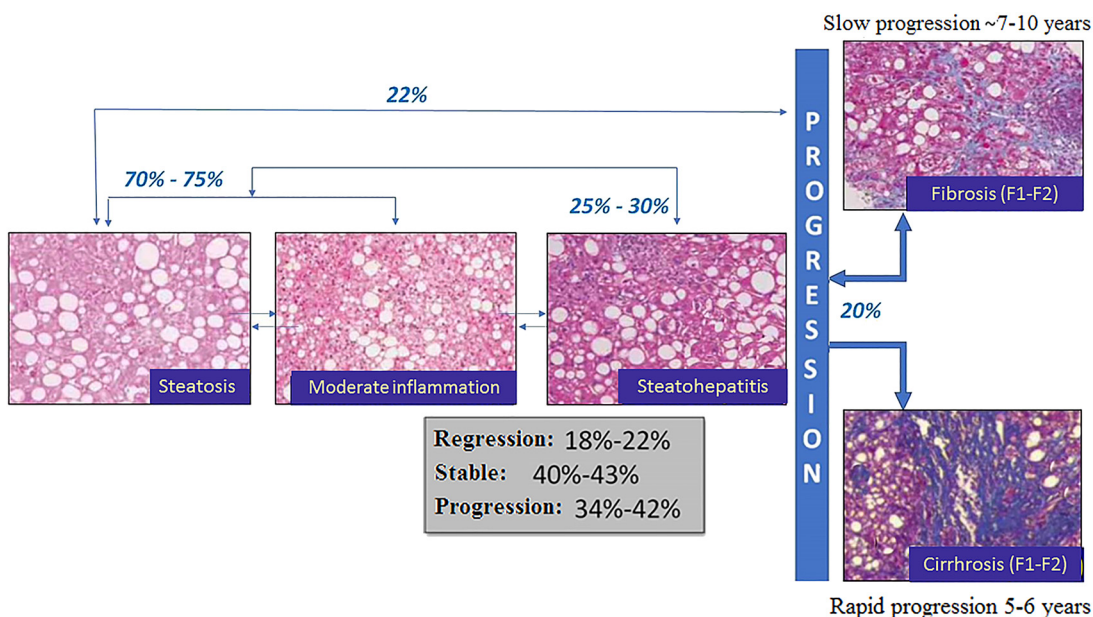 Slow progression ~7-10 years
22%
70% - 75%
25% - 30%
Steatosis
Moderate inflammation
Steatohepatitis
PROGRESSION
Fibrosis (F1-F2)
20%
Regression: 18%-22%
Stable: 40%-43%
Progression: 34%-42%
Cirrhosis (F1-F2)
Rapid progression 5-6 years